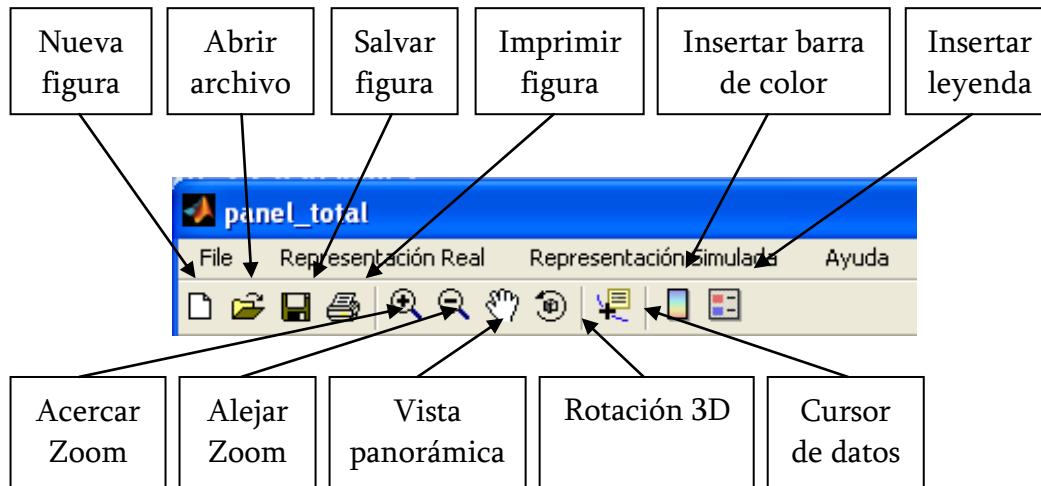 Nueva
figura
Abrir
archivo
Salvar
figura
Imprimir
figura
Insertar barra
de color
Insertar
leyenda
panel_total
File Representación Real Representación Simulada Ayuda
Acercar
Zoom
Alejar
Zoom
Vista
panorámica
Rotación 3D
Cursor
de datos